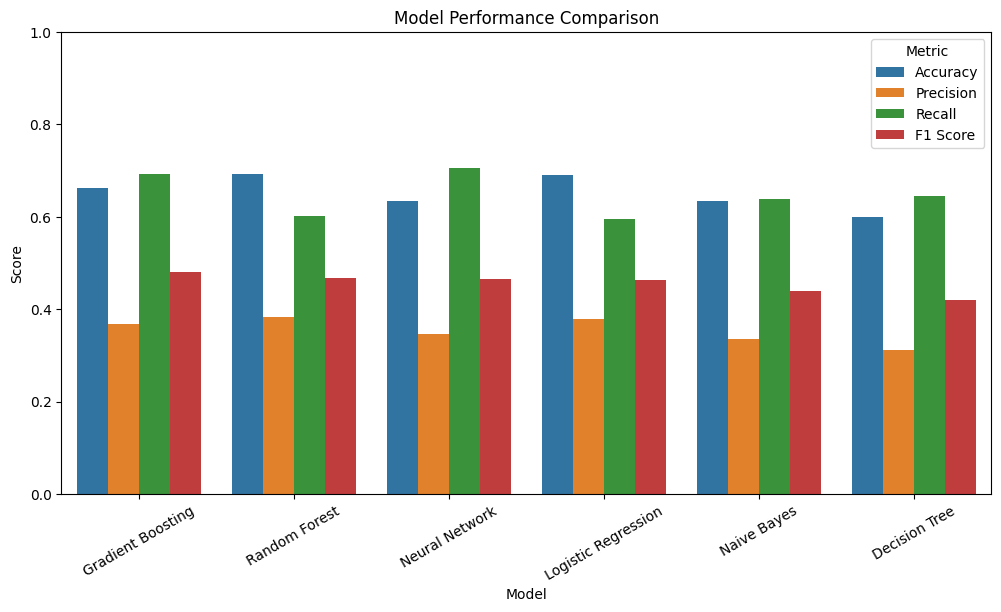 Model Performance Comparison
1.0
0.8
0.6
0.4
0.2
0.0
Score
Metric
Accuracy
Precision
Recall
F1 Score
Gradient Boosting
Random Forest
Neural Network
Logistic Regression
Naive Bayes
Decision Tree
Model